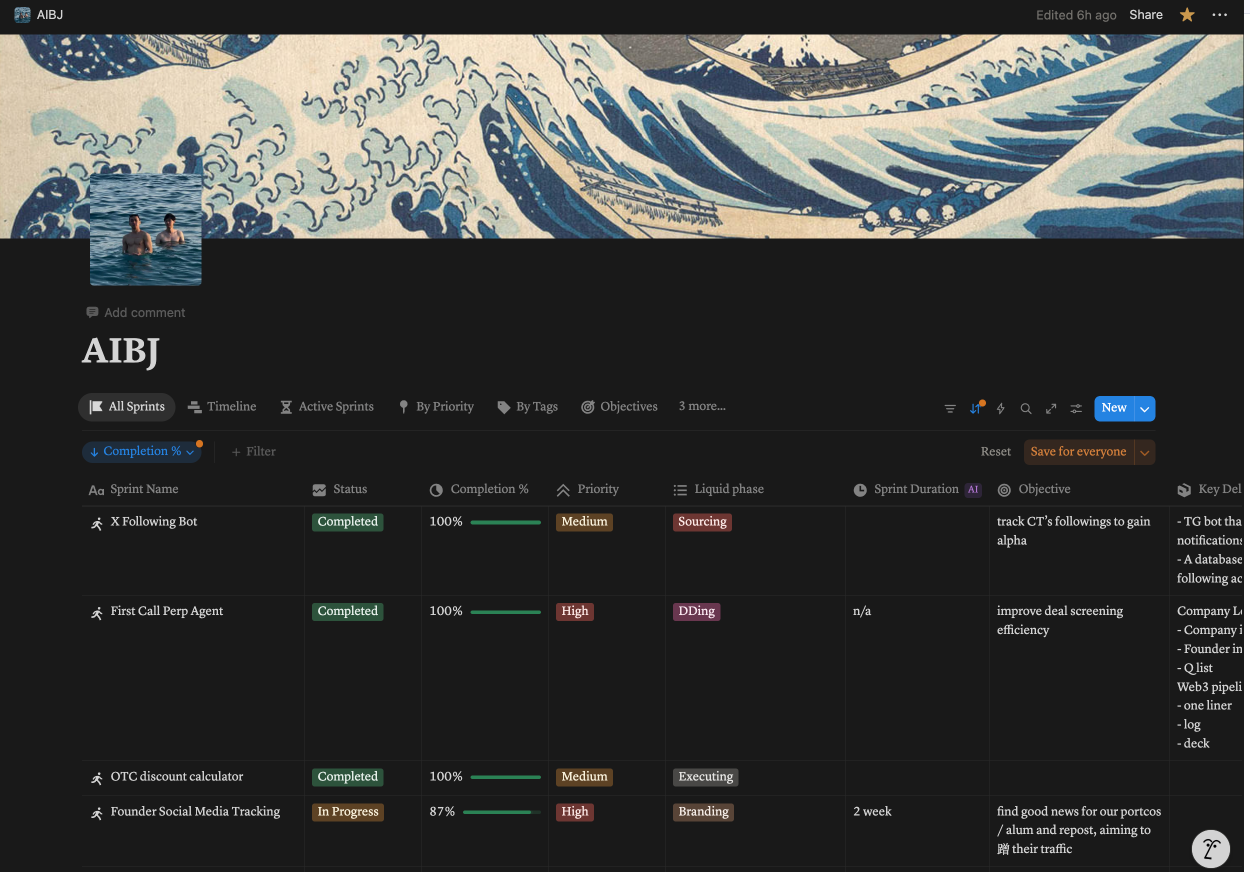 AIBJ
Edited 6h ago
Share
Add comment
AIBJ
All Sprints
Timeline
Active Sprints
By Priority
By Tags
Objectives
3 more...
New
Completion %
+ Filter
Reset
Save for everyone
Aa Sprint Name
Status
Completion %
Priority
Liquid phase
Sprint Duration AI
Objective
Key Del
X Following Bot
Completed
100%
Medium
Sourcing
track CT's followings to gain
alpha
- TG bot tha
notifications
- A database
following ac
First Call Perp Agent
Completed
100%
High
DDing
n/a
improve deal screening
efficiency
Company L
- Company i
- Founder in
- Q list
Web3 pipeli
- one liner
- log
- deck
OTC discount calculator
Completed
100%
Medium
Executing
Founder Social Media Tracking
In Progress
87%
High
Branding
2 week
find good news for our portcos
/ alum and repost, aiming to
蹭 their traffic